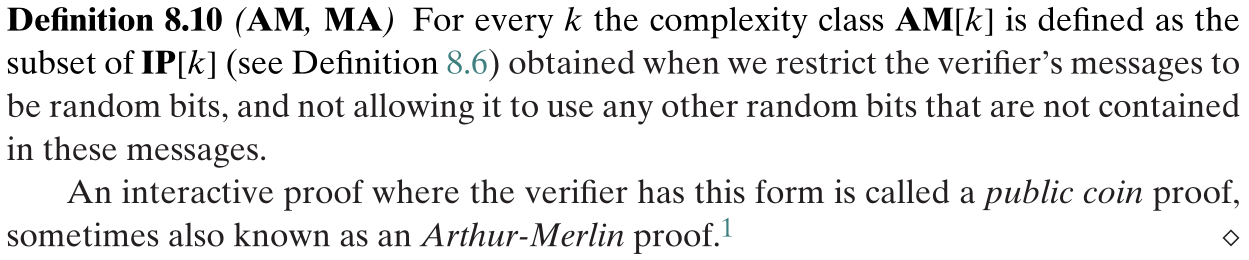 Definition 8.10 (AM, MA) For every k the complexity class AM[k] is defined as the
subset of IP[k] (see Definition 8.6) obtained when we restrict the verifier's messages to
be random bits, and not allowing it to use any other random bits that are not contained
in these messages.
An interactive proof where the verifier has this form is called a public coin proof,
sometimes also known as an Arthur-Merlin proof.1 ◇